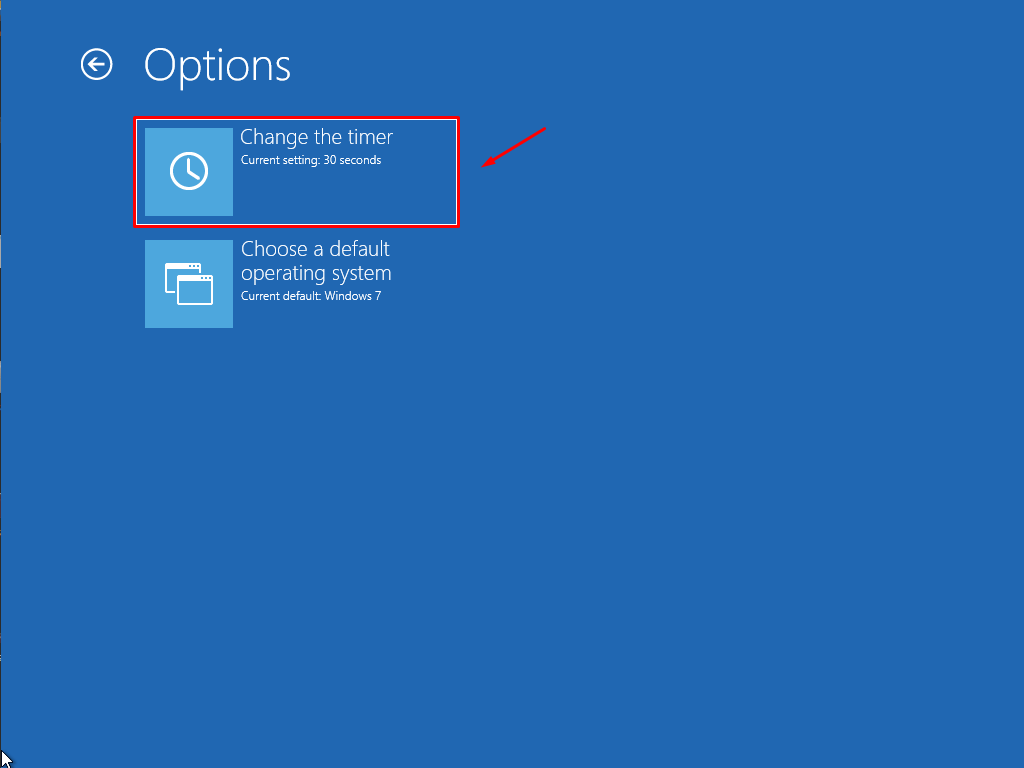 Options
Change the timer
Current setting: 30 seconds
Choose a default
operating system
Current default: Windows 7